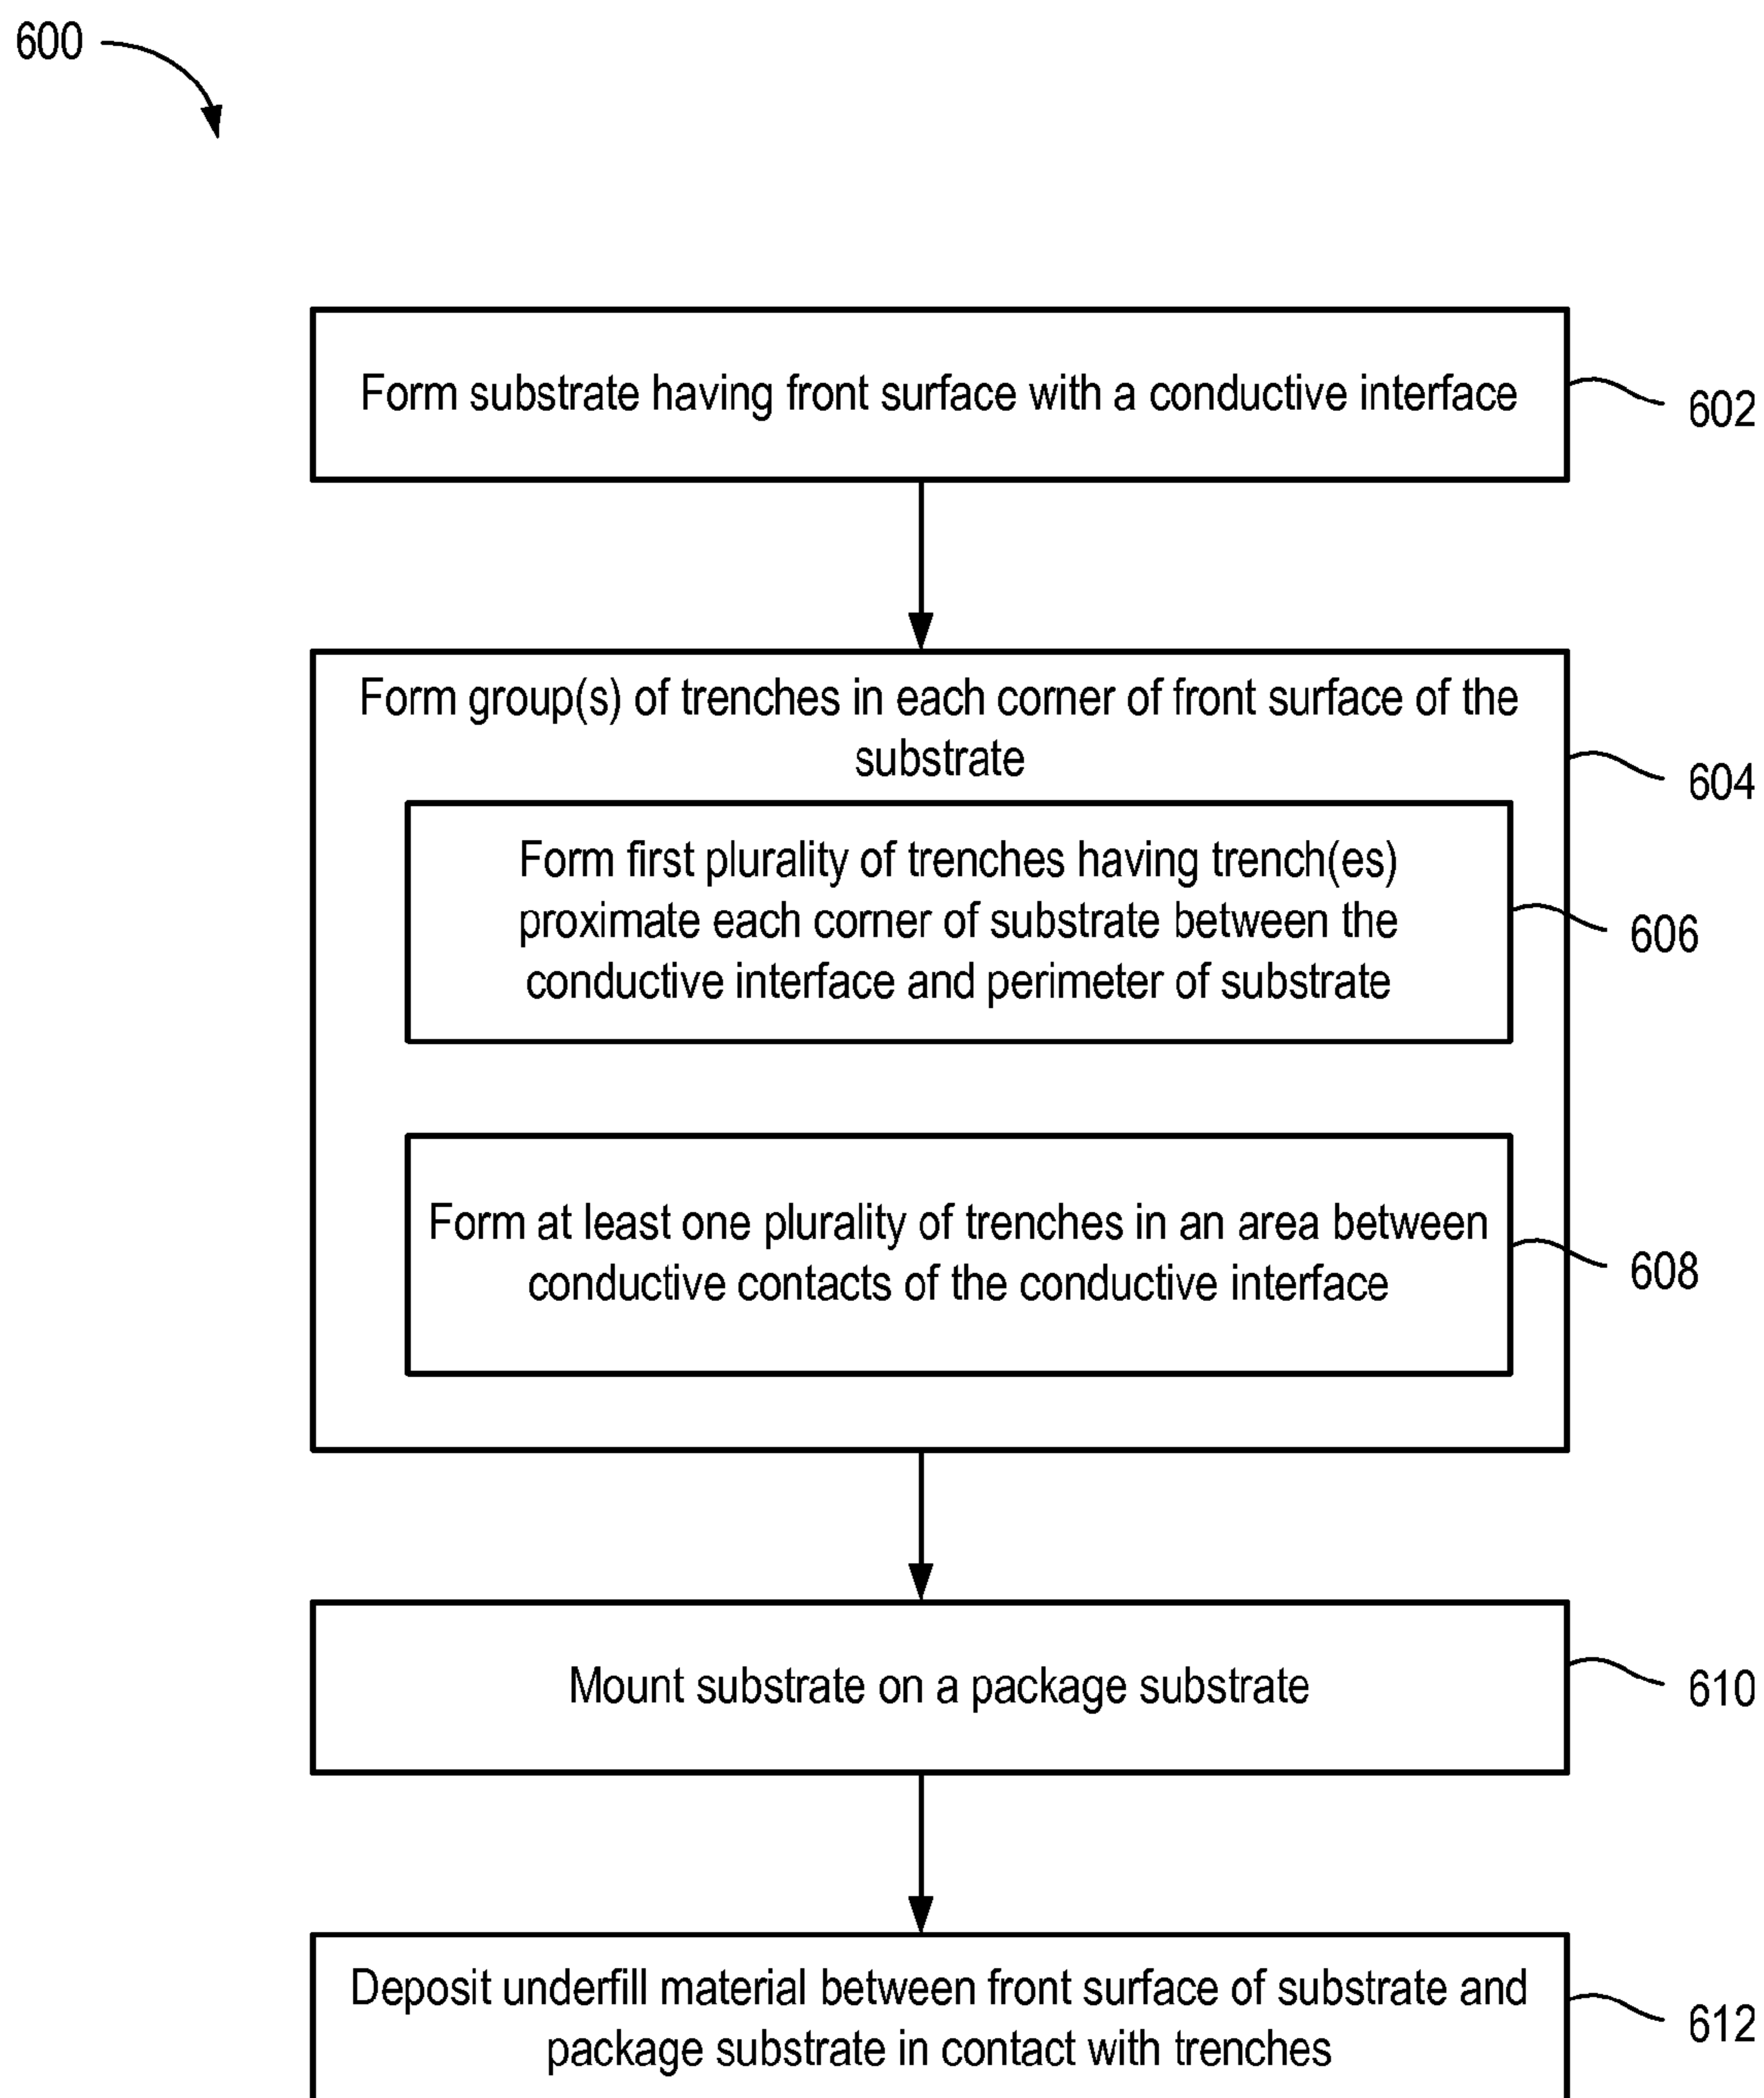 600
Form substrate having front surface with a conductive interface
602
Form group(s) of trenches in each corner of front surface of the
substrate
604
Form first plurality of trenches having trench(es)
proximate each corner of substrate between the
conductive interface and perimeter of substrate
606
Form at least one plurality of trenches in an area between
conductive contacts of the conductive interface
608
Mount substrate on a package substrate
610
Deposit underfill material between front surface of substrate and
package substrate in contact with trenches
612